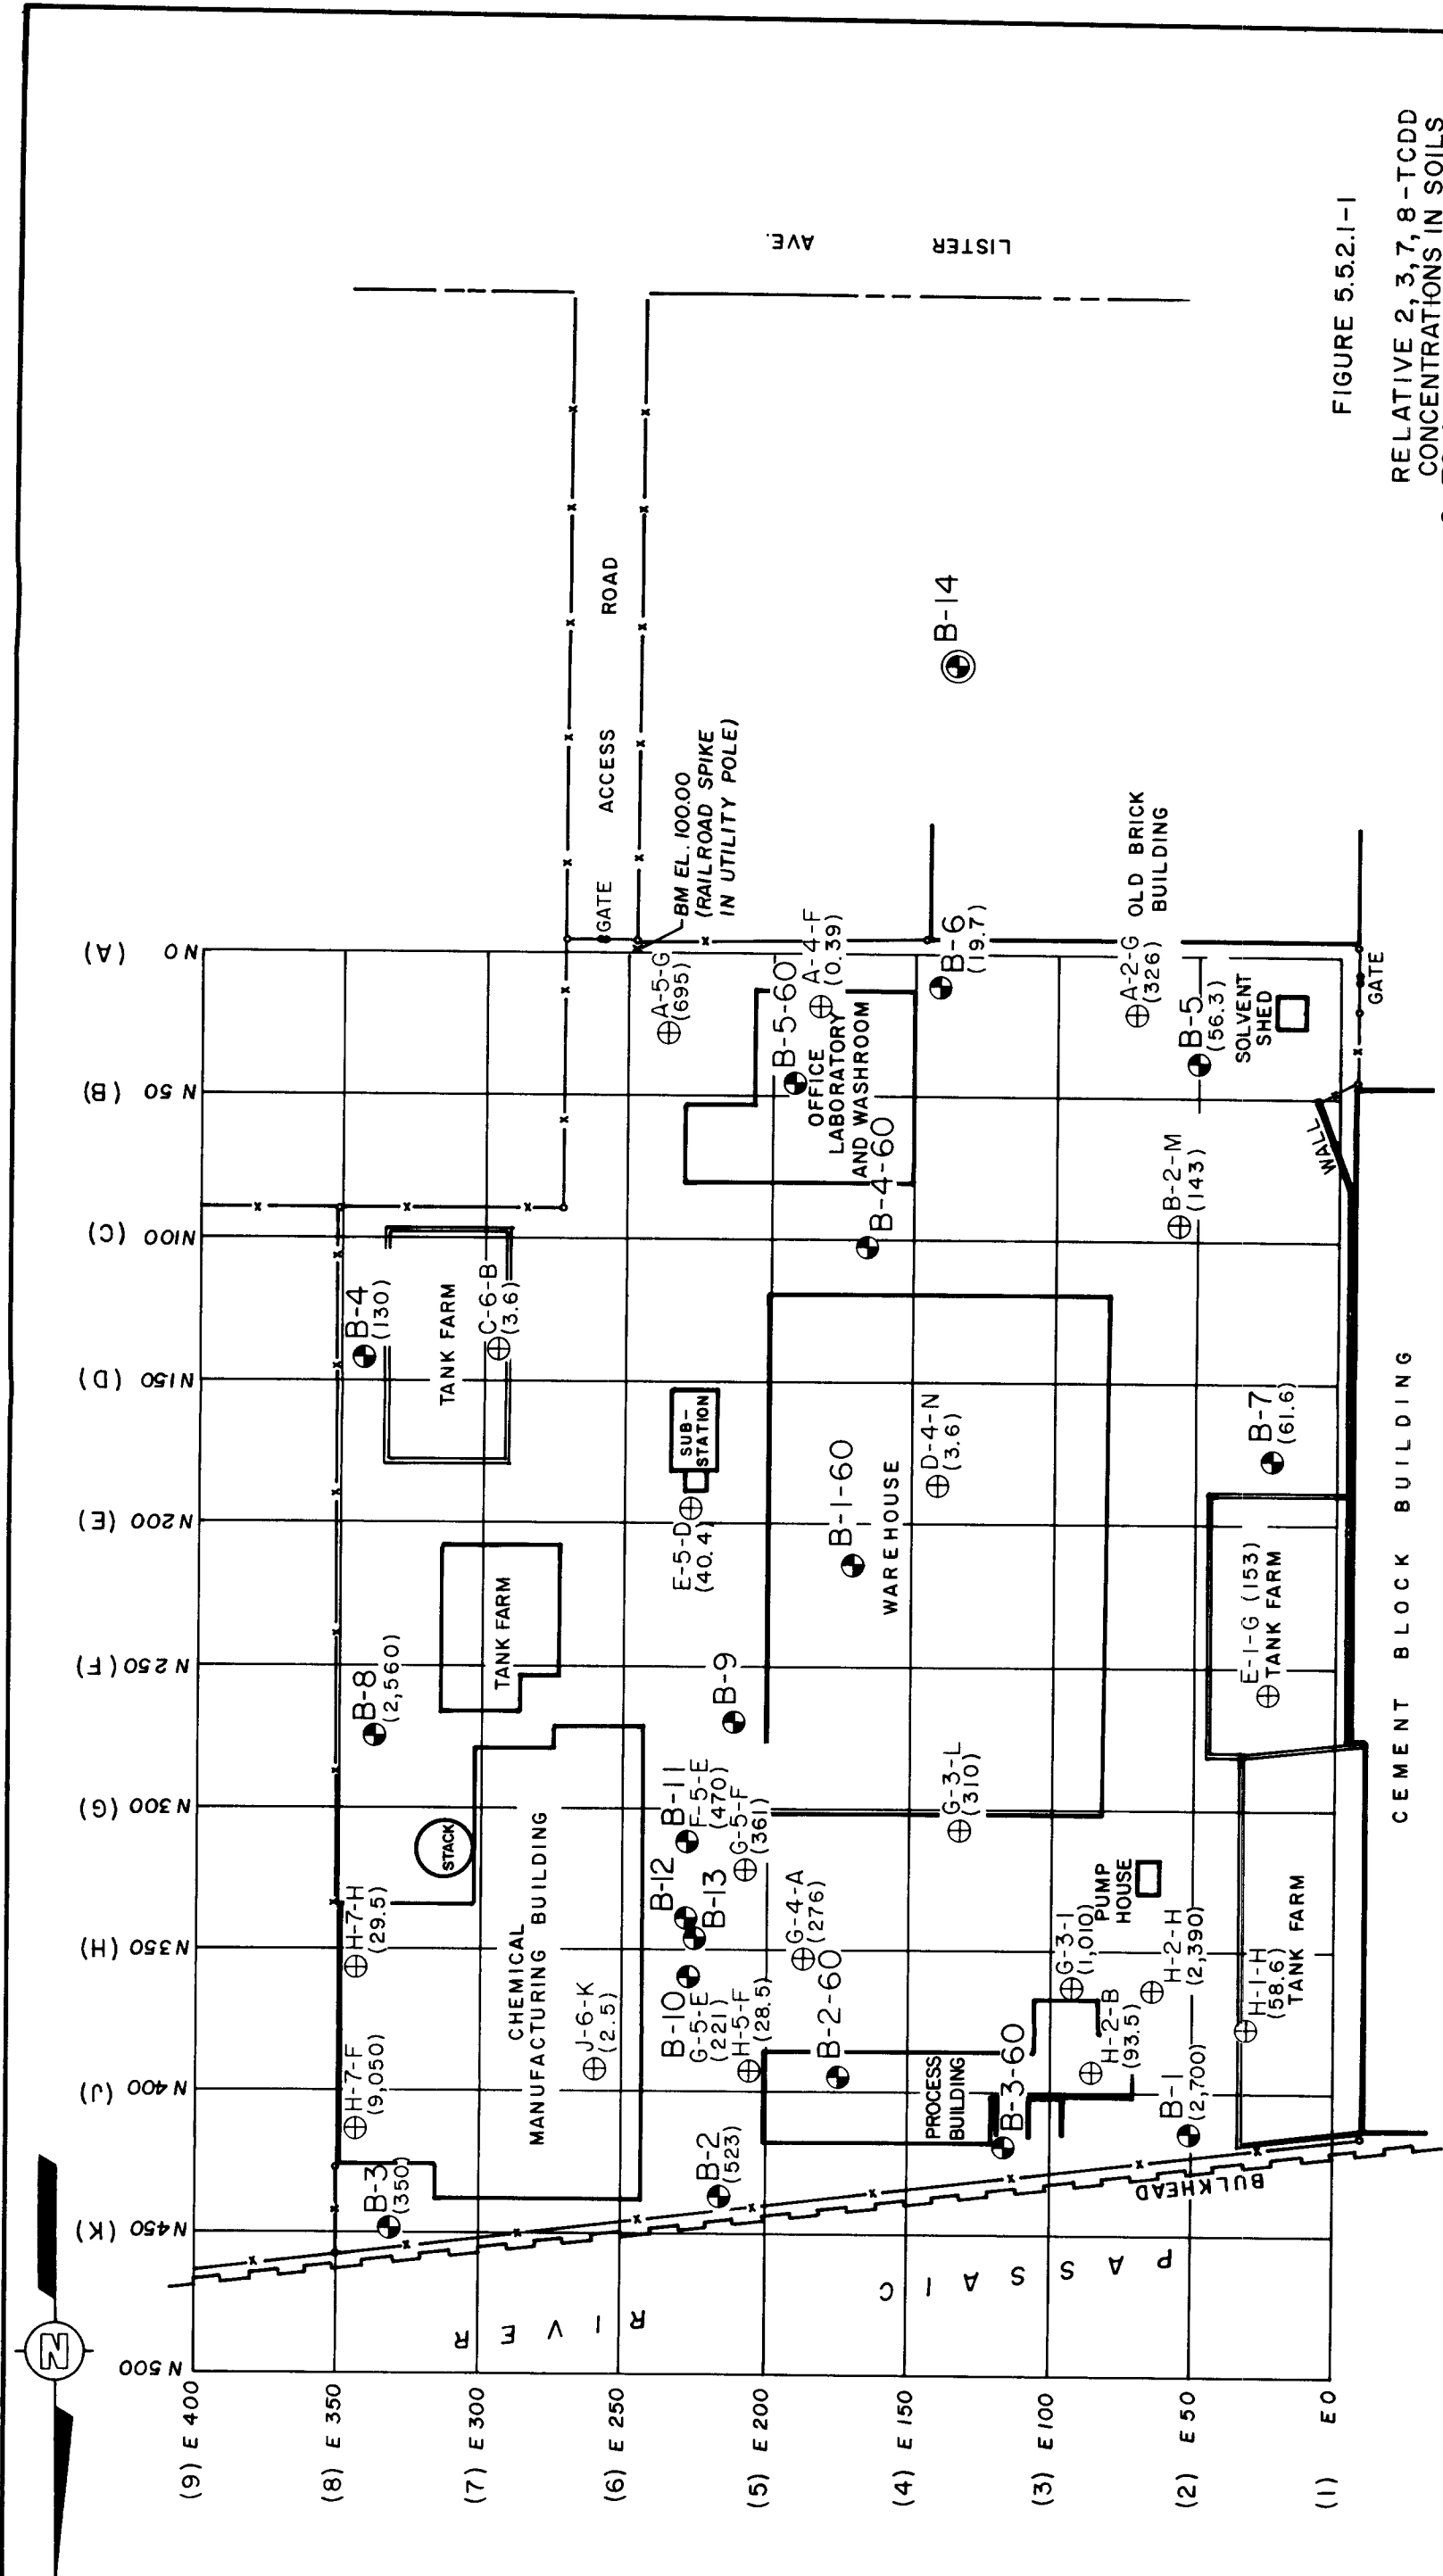 FIGURE 5.5.2.1-1
RELATIVE 2,3,7,8-TCDD
CONCENTRATIONS IN SOILS
LISTER AVE.
ACCESS ROAD
GATE
BM EL. 100.00
(RAILROAD SPIKE
IN UTILITY POLE)
B-14
OLD BRICK
BUILDING
N
N 0 (A)
N 50 (B)
N 100 (C)
N 150 (D)
N 200 (E)
N 250 (F)
N 300 (G)
N 350 (H)
N 400 (J)
N 450 (K)
N 500
(9) E 400
(8) E 350
(7) E 300
(6) E 250
(5) E 200
(4) E 150
(3) E 100
(2) E 50
(1) E 0
A-5-G
(695)
A-4-F
(0.39)
B-5-60
OFFICE
LABORATORY
AND WASHROOM
B-4-60
B-6
(19.7)
A-2-G
(326)
B-5
(56.3)
SOLVENT
SHED
GATE
WALL
B-2-M
(143)
B-4
(130)
TANK FARM
C-6-B
(3.6)
SUB-
STATION
E-5-D
(40.4)
D-4-N
(3.6)
B-1-60
WAREHOUSE
B-7
(61.6)
E-1-G (153)
TANK FARM
CEMENT BLOCK BUILDING
TANK FARM
B-8
(2,560)
B-9
STACK
CHEMICAL
MANUFACTURING BUILDING
B-11
F-5-E
(470)
G-5-F
(361)
B-12
B-13
G-3-L
(310)
G-4-A
(276)
PUMP
HOUSE
H-7-H
(29.5)
H-7-F
(9,050)
J-6-K
(2.5)
B-10
G-5-E
(221)
H-5-F
(28.5)
B-2-60
G-3-I
(1,010)
H-2-H
(2,390)
H-2-B
(93.5)
H-1-H
(58.6)
TANK FARM
PROCESS
BUILDING
B-3-60
B-1
(2,700)
B-2
(523)
B-3
(350)
BULKHEAD
PASSAIC RIVER